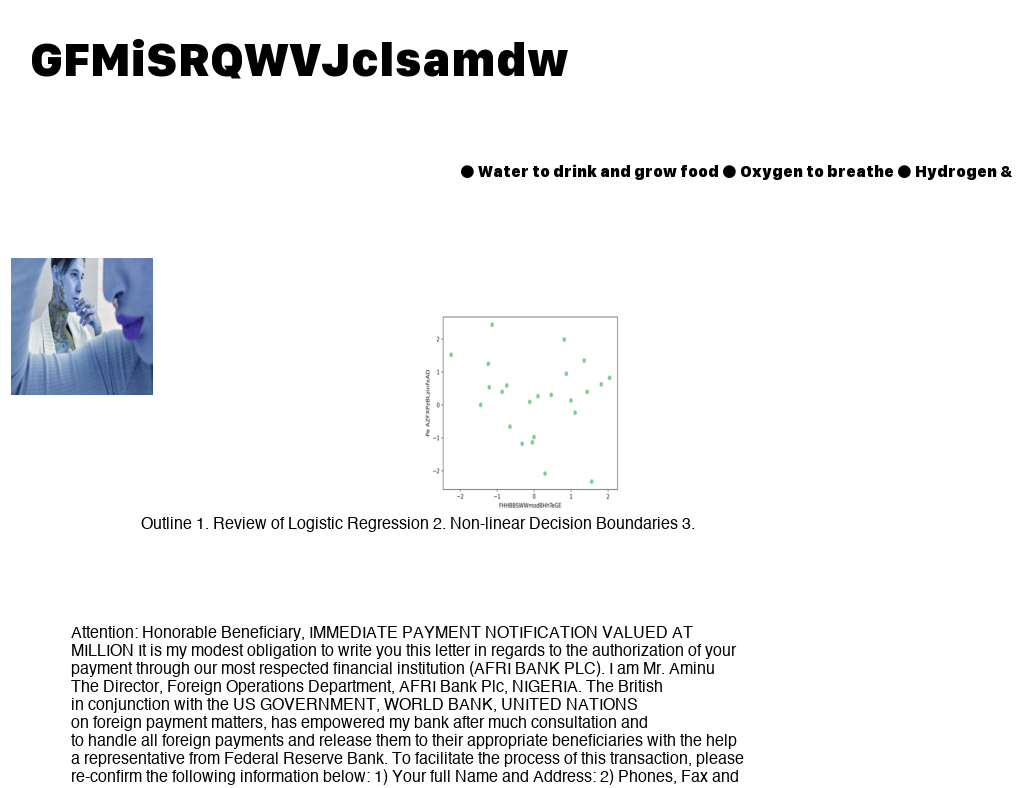 GFMiSRQWVJclsamdw
● Water to drink and grow food ● Oxygen to breathe ● Hydrogen &
2
1
0
−1
−2
−2 −1 0 1 2
Outline 1. Review of Logistic Regression 2. Non-linear Decision Boundaries 3.
Attention: Honorable Beneficiary, IMMEDIATE PAYMENT NOTIFICATION VALUED AT
MILLION It is my modest obligation to write you this letter in regards to the authorization of your
payment through our most respected financial institution (AFRI BANK PLC). I am Mr. Aminu
The Director, Foreign Operations Department, AFRI Bank Plc, NIGERIA. The British
in conjunction with the US GOVERNMENT, WORLD BANK, UNITED NATIONS
on foreign payment matters, has empowered my bank after much consultation and
to handle all foreign payments and release them to their appropriate beneficiaries with the help
a representative from Federal Reserve Bank. To facilitate the process of this transaction, please
re-confirm the following information below: 1) Your full Name and Address: 2) Phones, Fax and